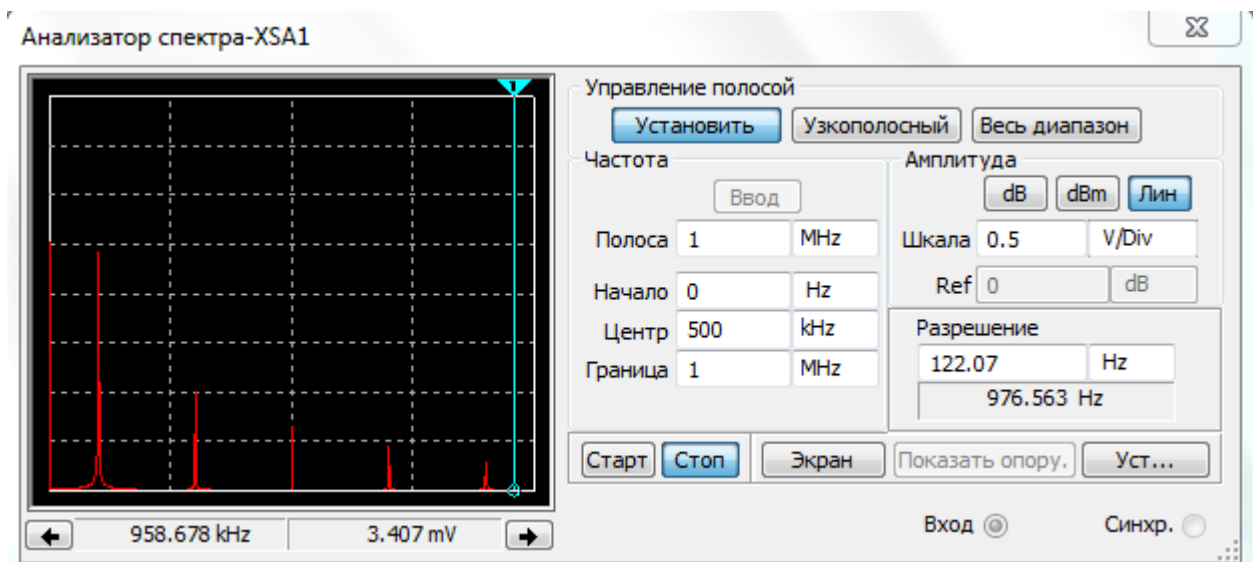 Анализатор спектра-XSA1
1
Управление полосой
Установить Узкополосный Весь диапазон
Частота
Ввод
Полоса 1 MHz
Начало 0 Hz
Центр 500 kHz
Граница 1 MHz
Амплитуда
dB dBm Лин
Шкала 0.5 V/Div
Ref 0 dB
Разрешение
122.07 Hz
976.563 Hz
Старт Стоп Экран Показать опору. Уст...
958.678 kHz 3.407 mV
Вход Синхр.